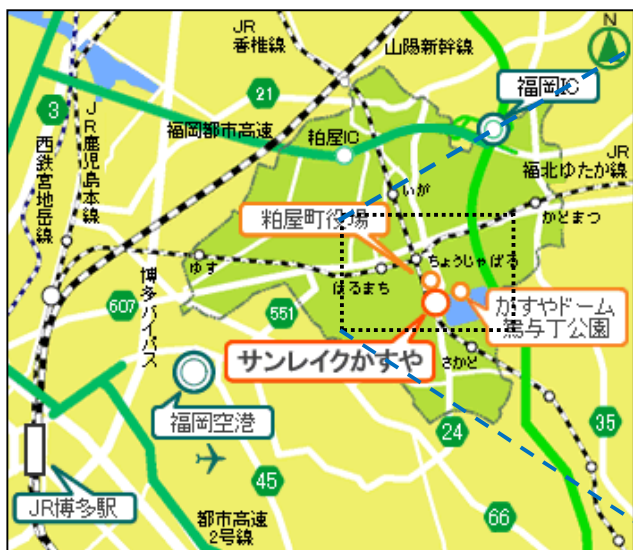 JR
香椎線
山陽新幹線
N
福岡IC
3
21
福岡都市高速
粕屋IC
JR
福北ゆたか線
西鉄宮地岳線
JR鹿児島本線
いが
粕屋町役場
かどまつ
ゆす
ちょうじゃばる
はるまち
博多バイパス
607
551
かすやドーム
駕与丁公園
サンレイクかすや
さかど
福岡空港
24
35
45
JR博多駅
都市高速
2号線
66